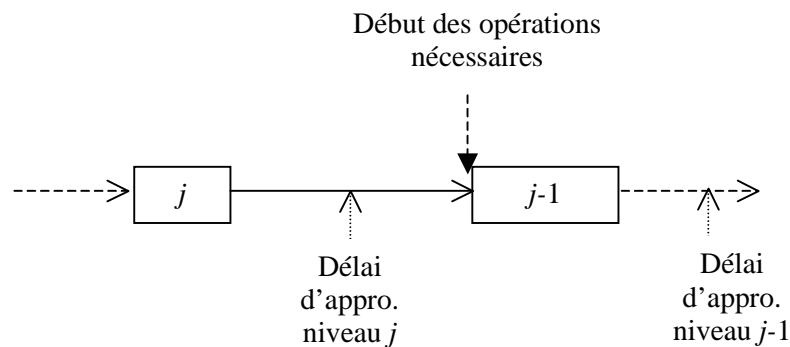 Début des opérations
nécessaires
j
j-1
Délai
d'appro.
niveau j
Délai
d'appro.
niveau j-1